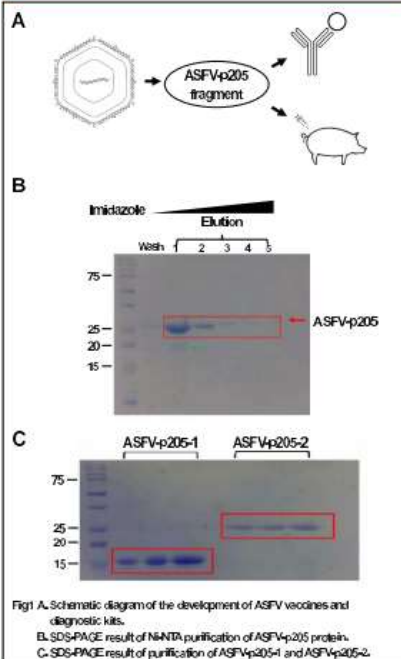 A
ASFV-p205
fragment
B
Imidazole
Elution
Wash 1 2 3 4 5
75
25
20
15
ASFV-p205
C
ASFV-p205-1 ASFV-p205-2
75
25
20
15
Fig1 A. Schematic diagram of the development of ASFV vaccines and
diagnostic kits.
B. SDS-PAGE result of Ni-NTA purification of ASFV-p205 protein.
C. SDS-PAGE result of purification of ASFV-p205-1 and ASFV-p205-2.